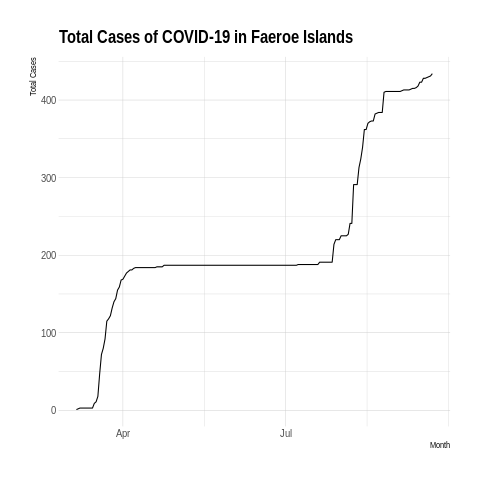 Total Cases of COVID-19 in Faeroe Islands
Total Cases
400
300
200
100
0
Apr
Jul
Month